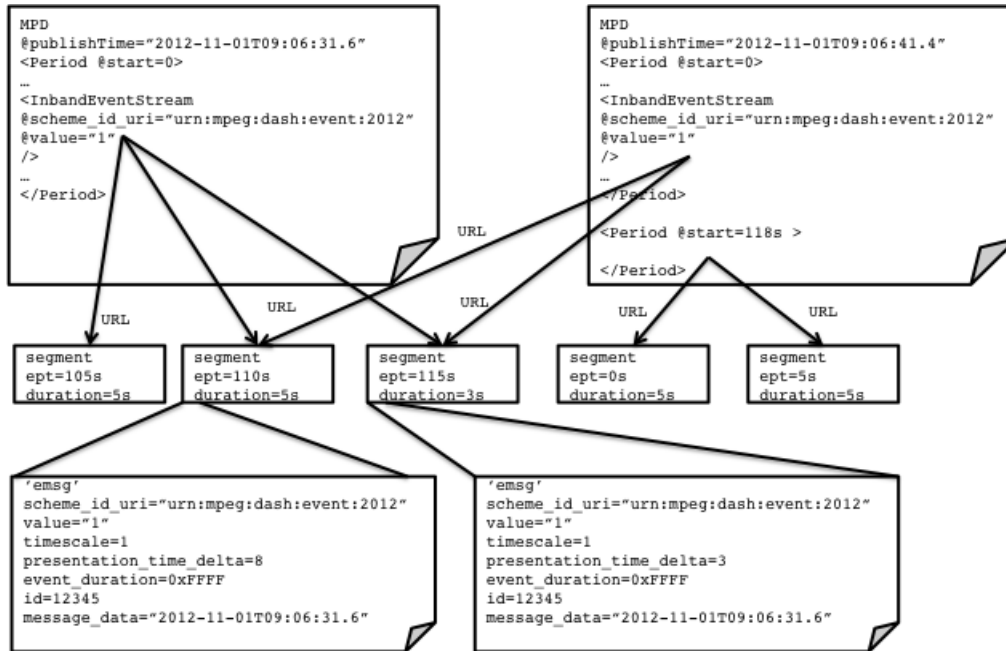 MPD
@publishTime=“2012-11-01T09:06:31.6”
<Period @start=0>
…
<InbandEventStream
@scheme_id_uri=“urn:mpeg:dash:event:2012”
@value=“1”
/>
…
</Period>
MPD
@publishTime=“2012-11-01T09:06:41.4”
<Period @start=0>
…
<InbandEventStream
@scheme_id_uri=“urn:mpeg:dash:event:2012”
@value=“1”
/>
…
</Period>
<Period @start=118s >
</Period>
URL
URL
URL
URL
URL
URL
segment
ept=105s
duration=5s
segment
ept=110s
duration=5s
segment
ept=115s
duration=3s
segment
ept=0s
duration=5s
segment
ept=5s
duration=5s
’emsg’
scheme_id_uri=“urn:mpeg:dash:event:2012”
value=“1”
timescale=1
presentation_time_delta=8
event_duration=0xFFFF
id=12345
message_data=“2012-11-01T09:06:31.6”
’emsg’
scheme_id_uri=“urn:mpeg:dash:event:2012”
value=“1”
timescale=1
presentation_time_delta=3
event_duration=0xFFFF
id=12345
message_data=“2012-11-01T09:06:31.6”